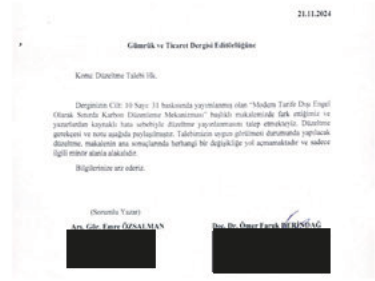 21.11.2024
Gümrük ve Ticaret Dergisi Editörlüğüne
Konu: Düzeltme Talebi Hk.
Derginizin Cilt: 10 Sayı: 31 baskısında yayınlanmış olan "Modern Tarife Dışı Engel
Olarak Sınırda Karbon Düzenleme Mekanizması" başlıklı makalemizde fark ettiğimiz ve
yazarlardan kaynaklı hata sebebiyle düzeltme yayınlanmasını talep etmekteyiz. Düzeltme
gerekçesi ve notu aşağıda paylaşılmıştır. Talebimizin uygun görülmesi durumunda yapılacak
düzeltme, makalenin ana sonuçlarında herhangi bir değişikliğe yol açmamaktadır ve sadece
ilgili minör alanla alakalıdır.
Bilgilerinize arz ederiz.
(Sorumlu Yazar)
Arş. Gör. Emre ÖZSALMAN
Doç. Dr. Ömer Faruk BERİNDAĞ